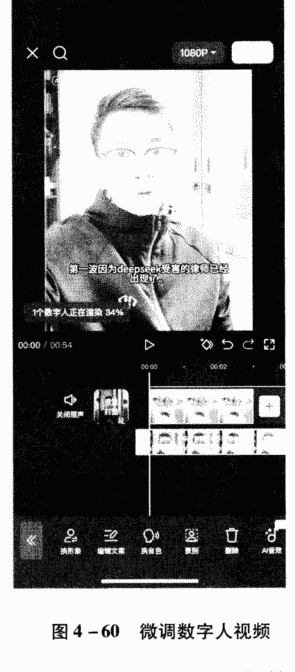 1080P
第一波因为deepseek受害的律师已经
出现了。
1个数字人正在渲染 34%
00:00 / 00:54
00:00
00:02
关闭原声
换形象
编辑文案
换音色
景别
删除
AI音效
图4-60 微调数字人视频